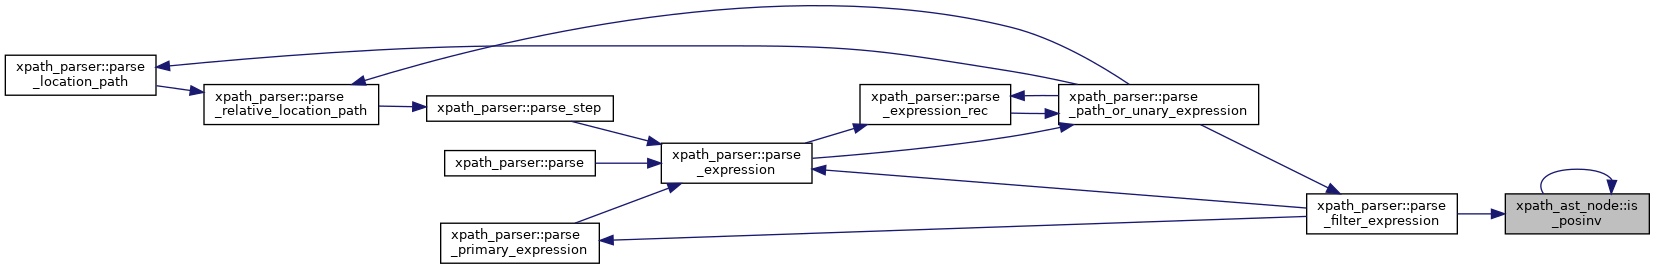 xpath_parser::parse
_location_path
xpath_parser::parse
_relative_location_path
xpath_parser::parse_step
xpath_parser::parse
xpath_parser::parse
_primary_expression
xpath_parser::parse
_expression
xpath_parser::parse
_expression_rec
xpath_parser::parse
_path_or_unary_expression
xpath_parser::parse
_filter_expression
xpath_ast_node::is
_posinv